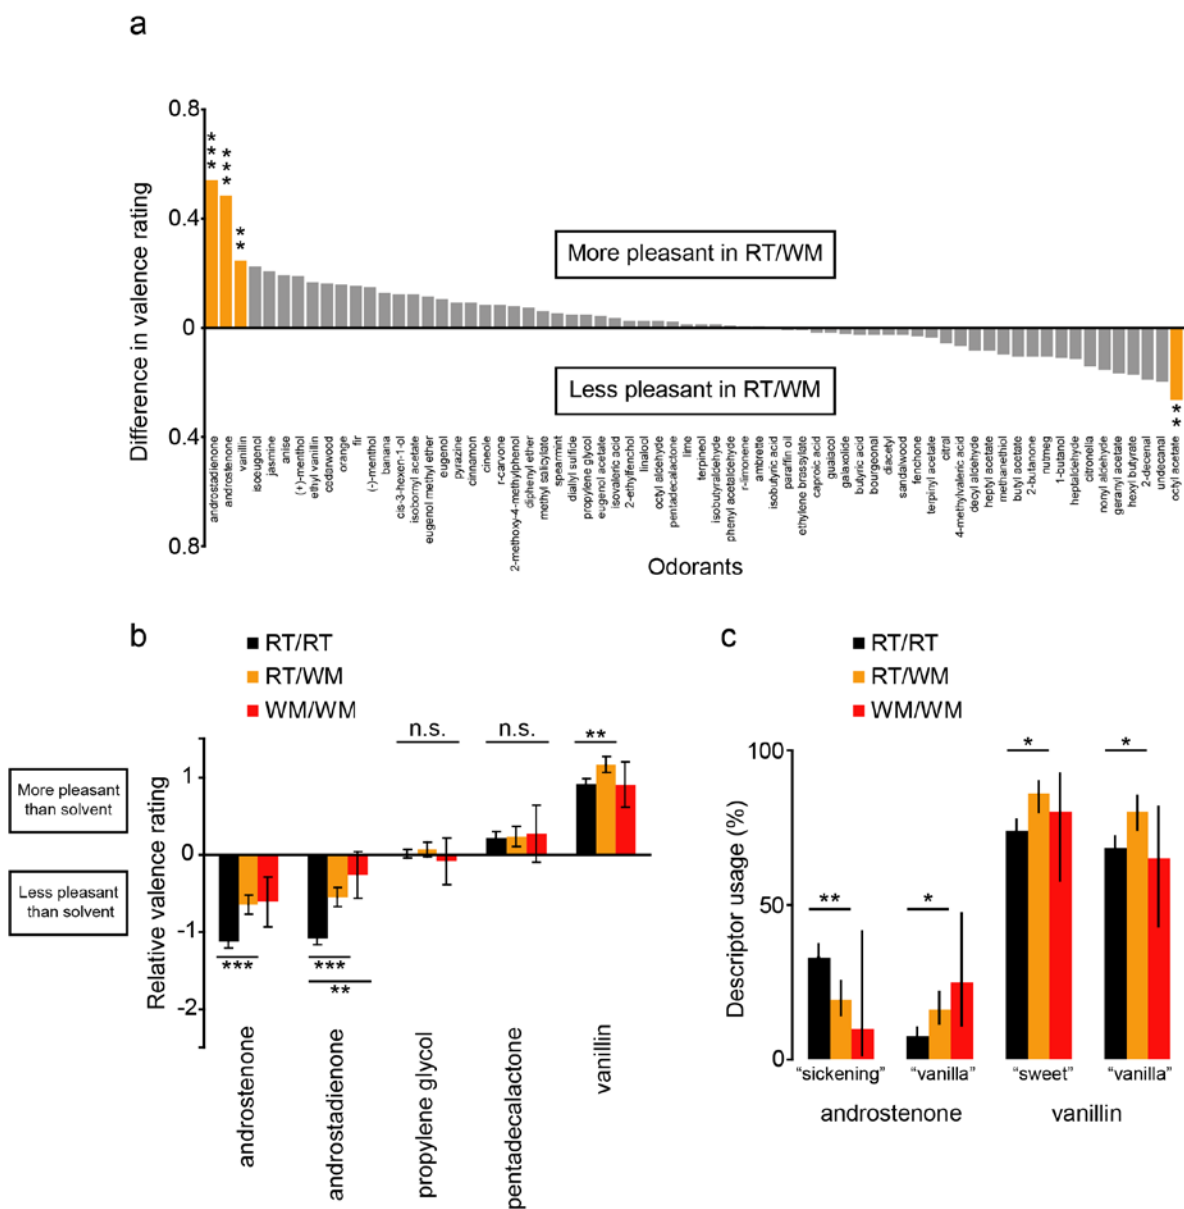 a
0.8
0.4
0
0.4
0.8
Difference in valence rating
***
***
**
**
More pleasant in RT/WM
Less pleasant in RT/WM
androstadienone
androstenone
vanillin
isoeugenol
jasmine
anise
(+)-menthol
ethyl vanillin
cedarwood
orange
fir
(-)-menthol
banana
cis-3-hexen-1-ol
isobornyl acetate
eugenol methyl ether
eugenol
pyrazine
cinnamon
cineole
r-carvone
2-methoxy-4-methylphenol
diphenyl ether
methyl salicylate
spearmint
diallyl sulfide
propylene glycol
eugenol acetate
isovaleric acid
2-ethylfenchol
linalool
octyl aldehyde
pentadecalactone
lime
terpineol
isobutyraldehyde
phenyl acetaldehyde
r-limonene
ambrette
isobutyric acid
paraffin oil
ethylene brassylate
caproic acid
guaiacol
galaxolide
butyric acid
bourgeonal
diacetyl
sandalwood
fenchone
terpinyl acetate
citral
4-methylvaleric acid
decyl aldehyde
heptyl acetate
methanethiol
butyl acetate
2-butanone
nutmeg
1-butanol
heptaldehyde
citronella
nonyl aldehyde
geranyl acetate
hexyl butyrate
2-decenal
undecanal
octyl acetate
Odorants
b
RT/RT
RT/WM
WM/WM
More pleasant
than solvent
Less pleasant
than solvent
Relative valence rating
1
0
-1
-2
n.s.
n.s.
**
***
***
**
androstenone
androstadienone
propylene glycol
pentadecalactone
vanillin
c
RT/RT
RT/WM
WM/WM
Descriptor usage (%)
100
50
0
**
*
*
*
“sickening”
“vanilla”
“sweet”
“vanilla”
androstenone
vanillin